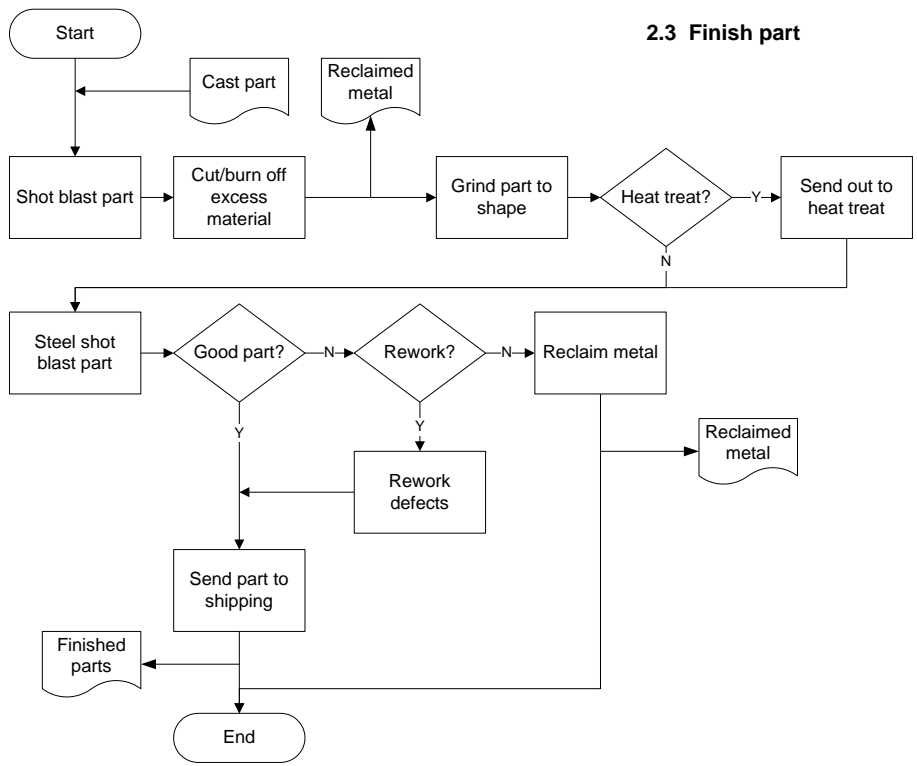 Start
2.3 Finish part
Cast part
Reclaimed
metal
Shot blast part
Cut/burn off
excess
material
Grind part to
shape
Heat treat?
Y
Send out to
heat treat
N
Steel shot
blast part
Good part?
N
Rework?
N
Reclaim metal
Y
Y
Reclaimed
metal
Rework
defects
Send part to
shipping
Finished
parts
End